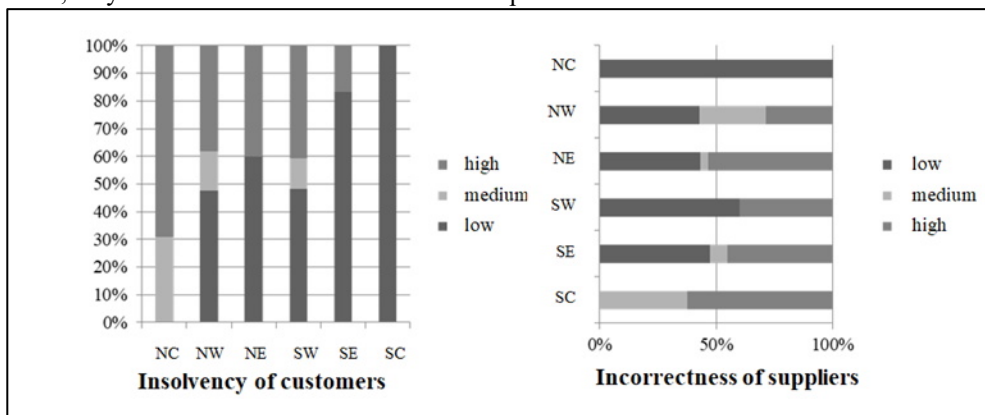 100%
90%
80%
70%
60%
50%
40%
30%
20%
10%
0%
NC NW NE SW SE SC
Insolvency of customers
high
medium
low
NC
NW
NE
SW
SE
SC
0% 50% 100%
Incorrectness of suppliers
low
medium
high